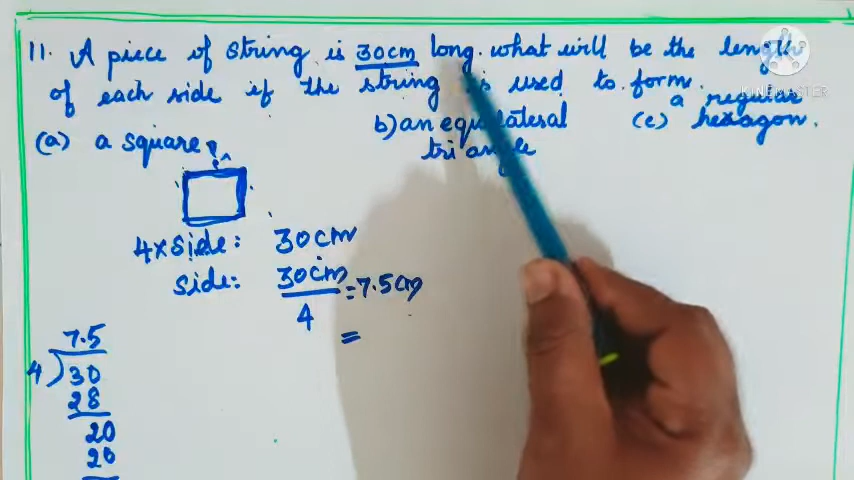 11. A piece of string is 30cm long. what will be the length
of each side if the string is used to form.
(a) a square b) an equilateral triangle (c) a regular hexagon.
4×side: 30cm
side: 30cm/4 = 7.5cm
=
7.5
4)30
28
20
20
KINEMASTER